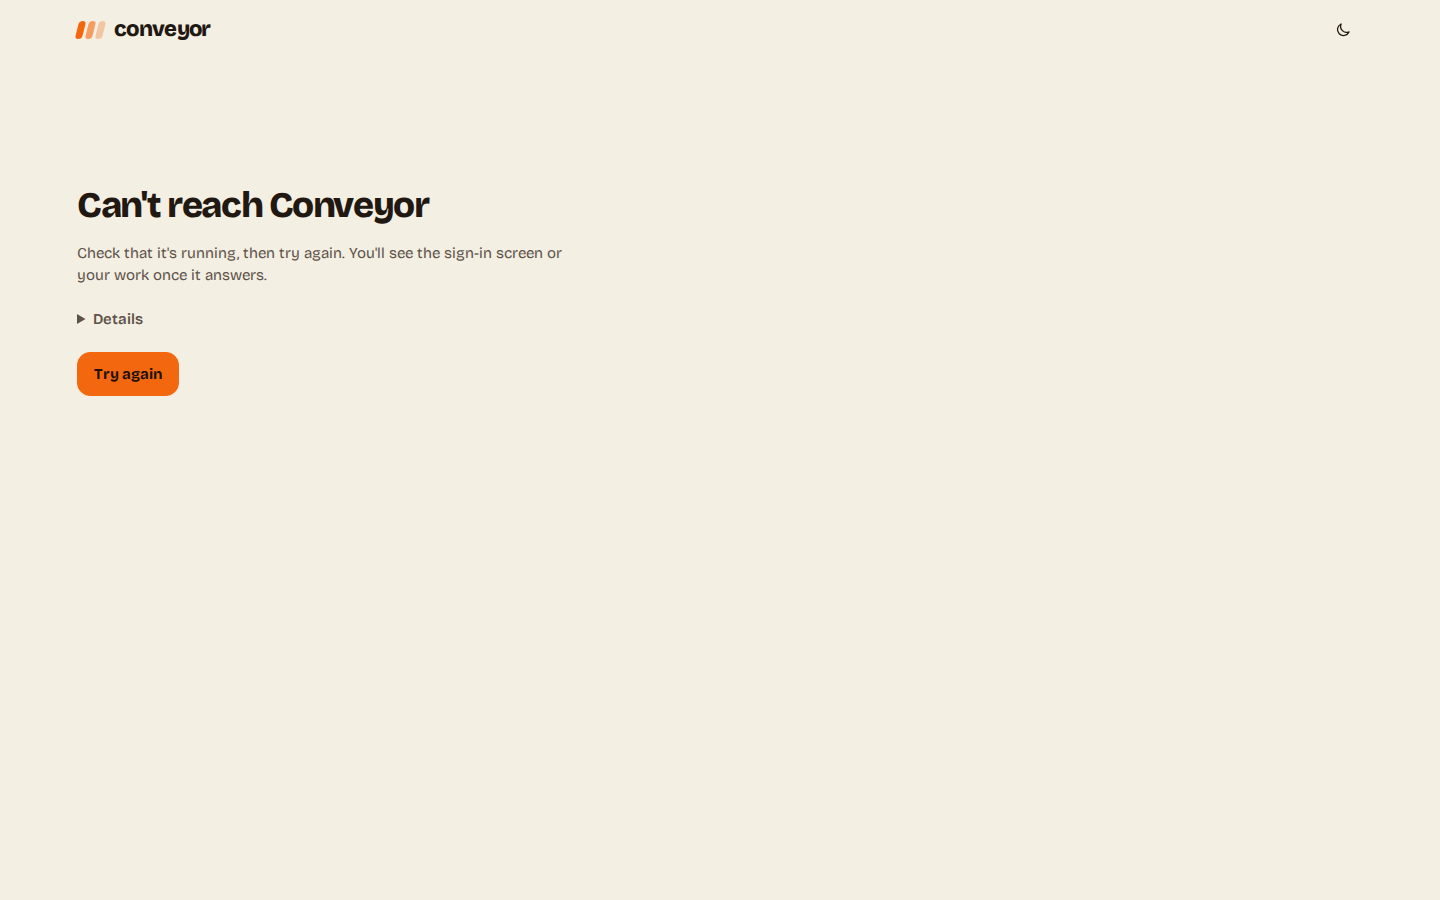 conveyor
Can't reach Conveyor
Check that it's running, then try again. You'll see the sign-in screen or
your work once it answers.
Details
Try again